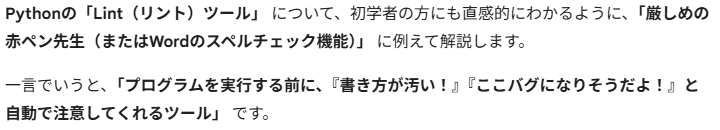 Pythonの「Lint（リント）ツール」 について、初学者の方にも直感的にわかるように、「厳しめの
赤ペン先生（またはWordのスペルチェック機能）」 に例えて解説します。
一言でいうと、「プログラムを実行する前に、『書き方が汚い！』『ここバグになりそうだよ！』と
自動で注意してくれるツール」 です。